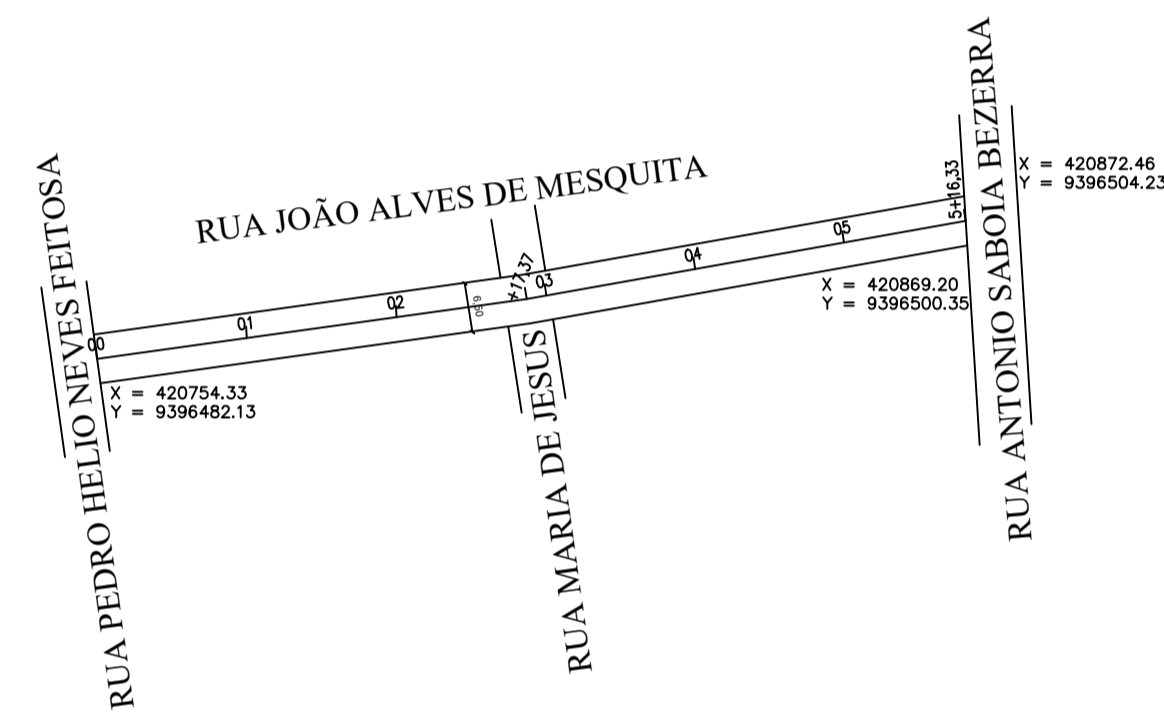 RUA PEDRO HELIO NEVES FEITOSA
RUA JOÃO ALVES DE MESQUITA
RUA MARIA DE JESUS
RUA ANTONIO SABOIA BEZERRA
00
01
02
6.50
+17,37
03
04
05
5+16,33
X = 420754.33
Y = 9396482.13
X = 420869.20
Y = 9396500.35
X = 420872.46
Y = 9396504.23